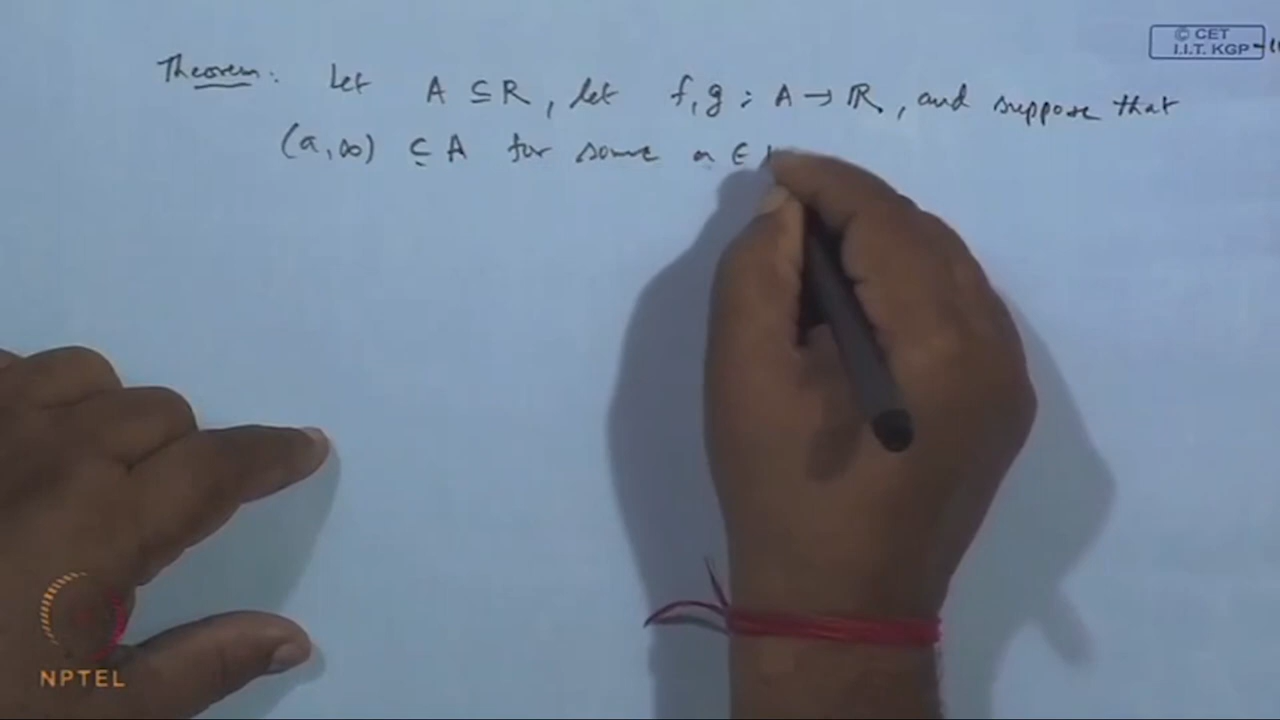 © CET
I.I.T. KGP
Theorem: Let A ⊆ R, let f, g : A → ℝ, and suppose that
(a, ∞) ⊆ A for some a ∈
NPTEL